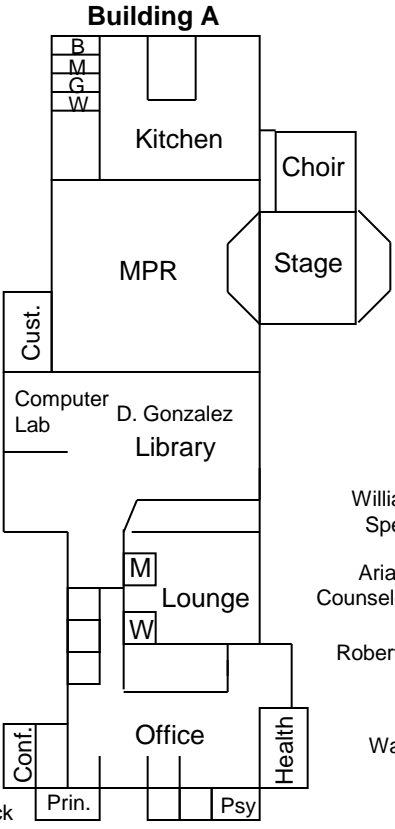 Building A
B
M
G
W
Kitchen
Choir
MPR
Stage
Cust.
Computer
Lab
D. Gonzalez
Library
M
Lounge
W
Office
Conf.
Health
Prin.
Psy